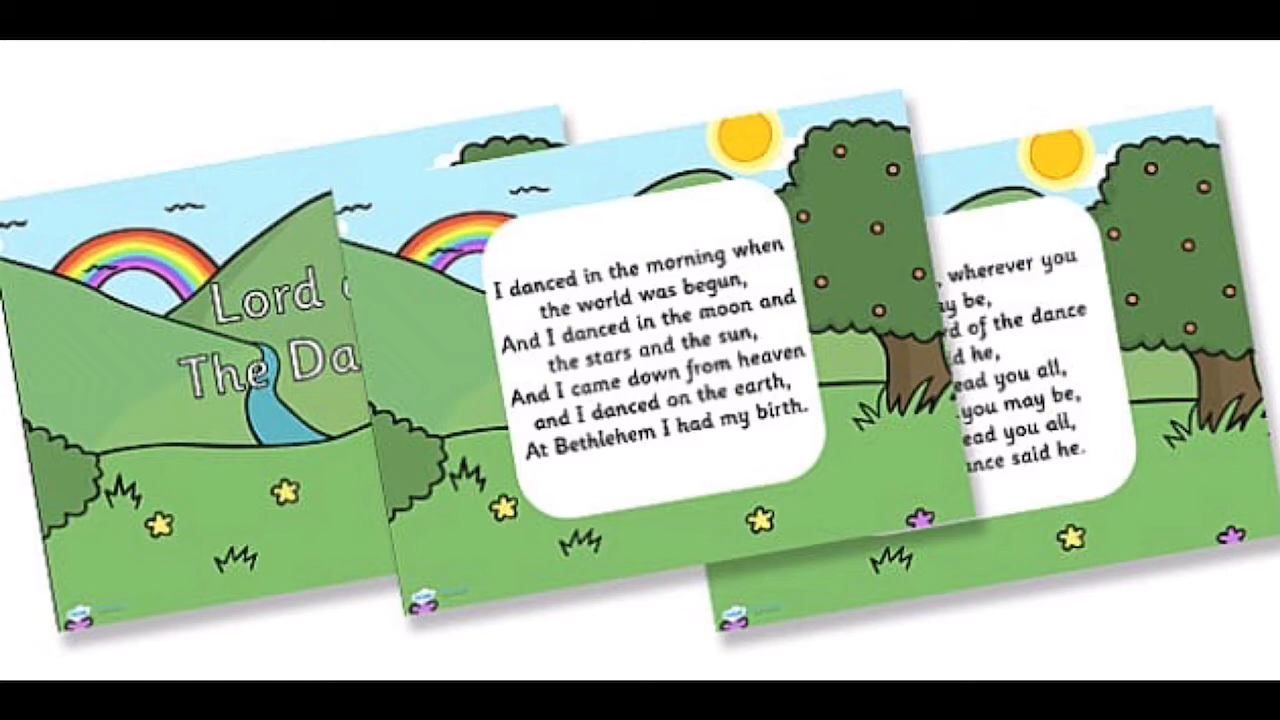 Lord
The Da
I danced in the morning when
the world was begun,
And I danced in the moon and
the stars and the sun,
And I came down from heaven
and I danced on the earth,
At Bethlehem I had my birth.
, wherever you
be,
of the dance
he,
you all,
you may be,
you all,
said he.